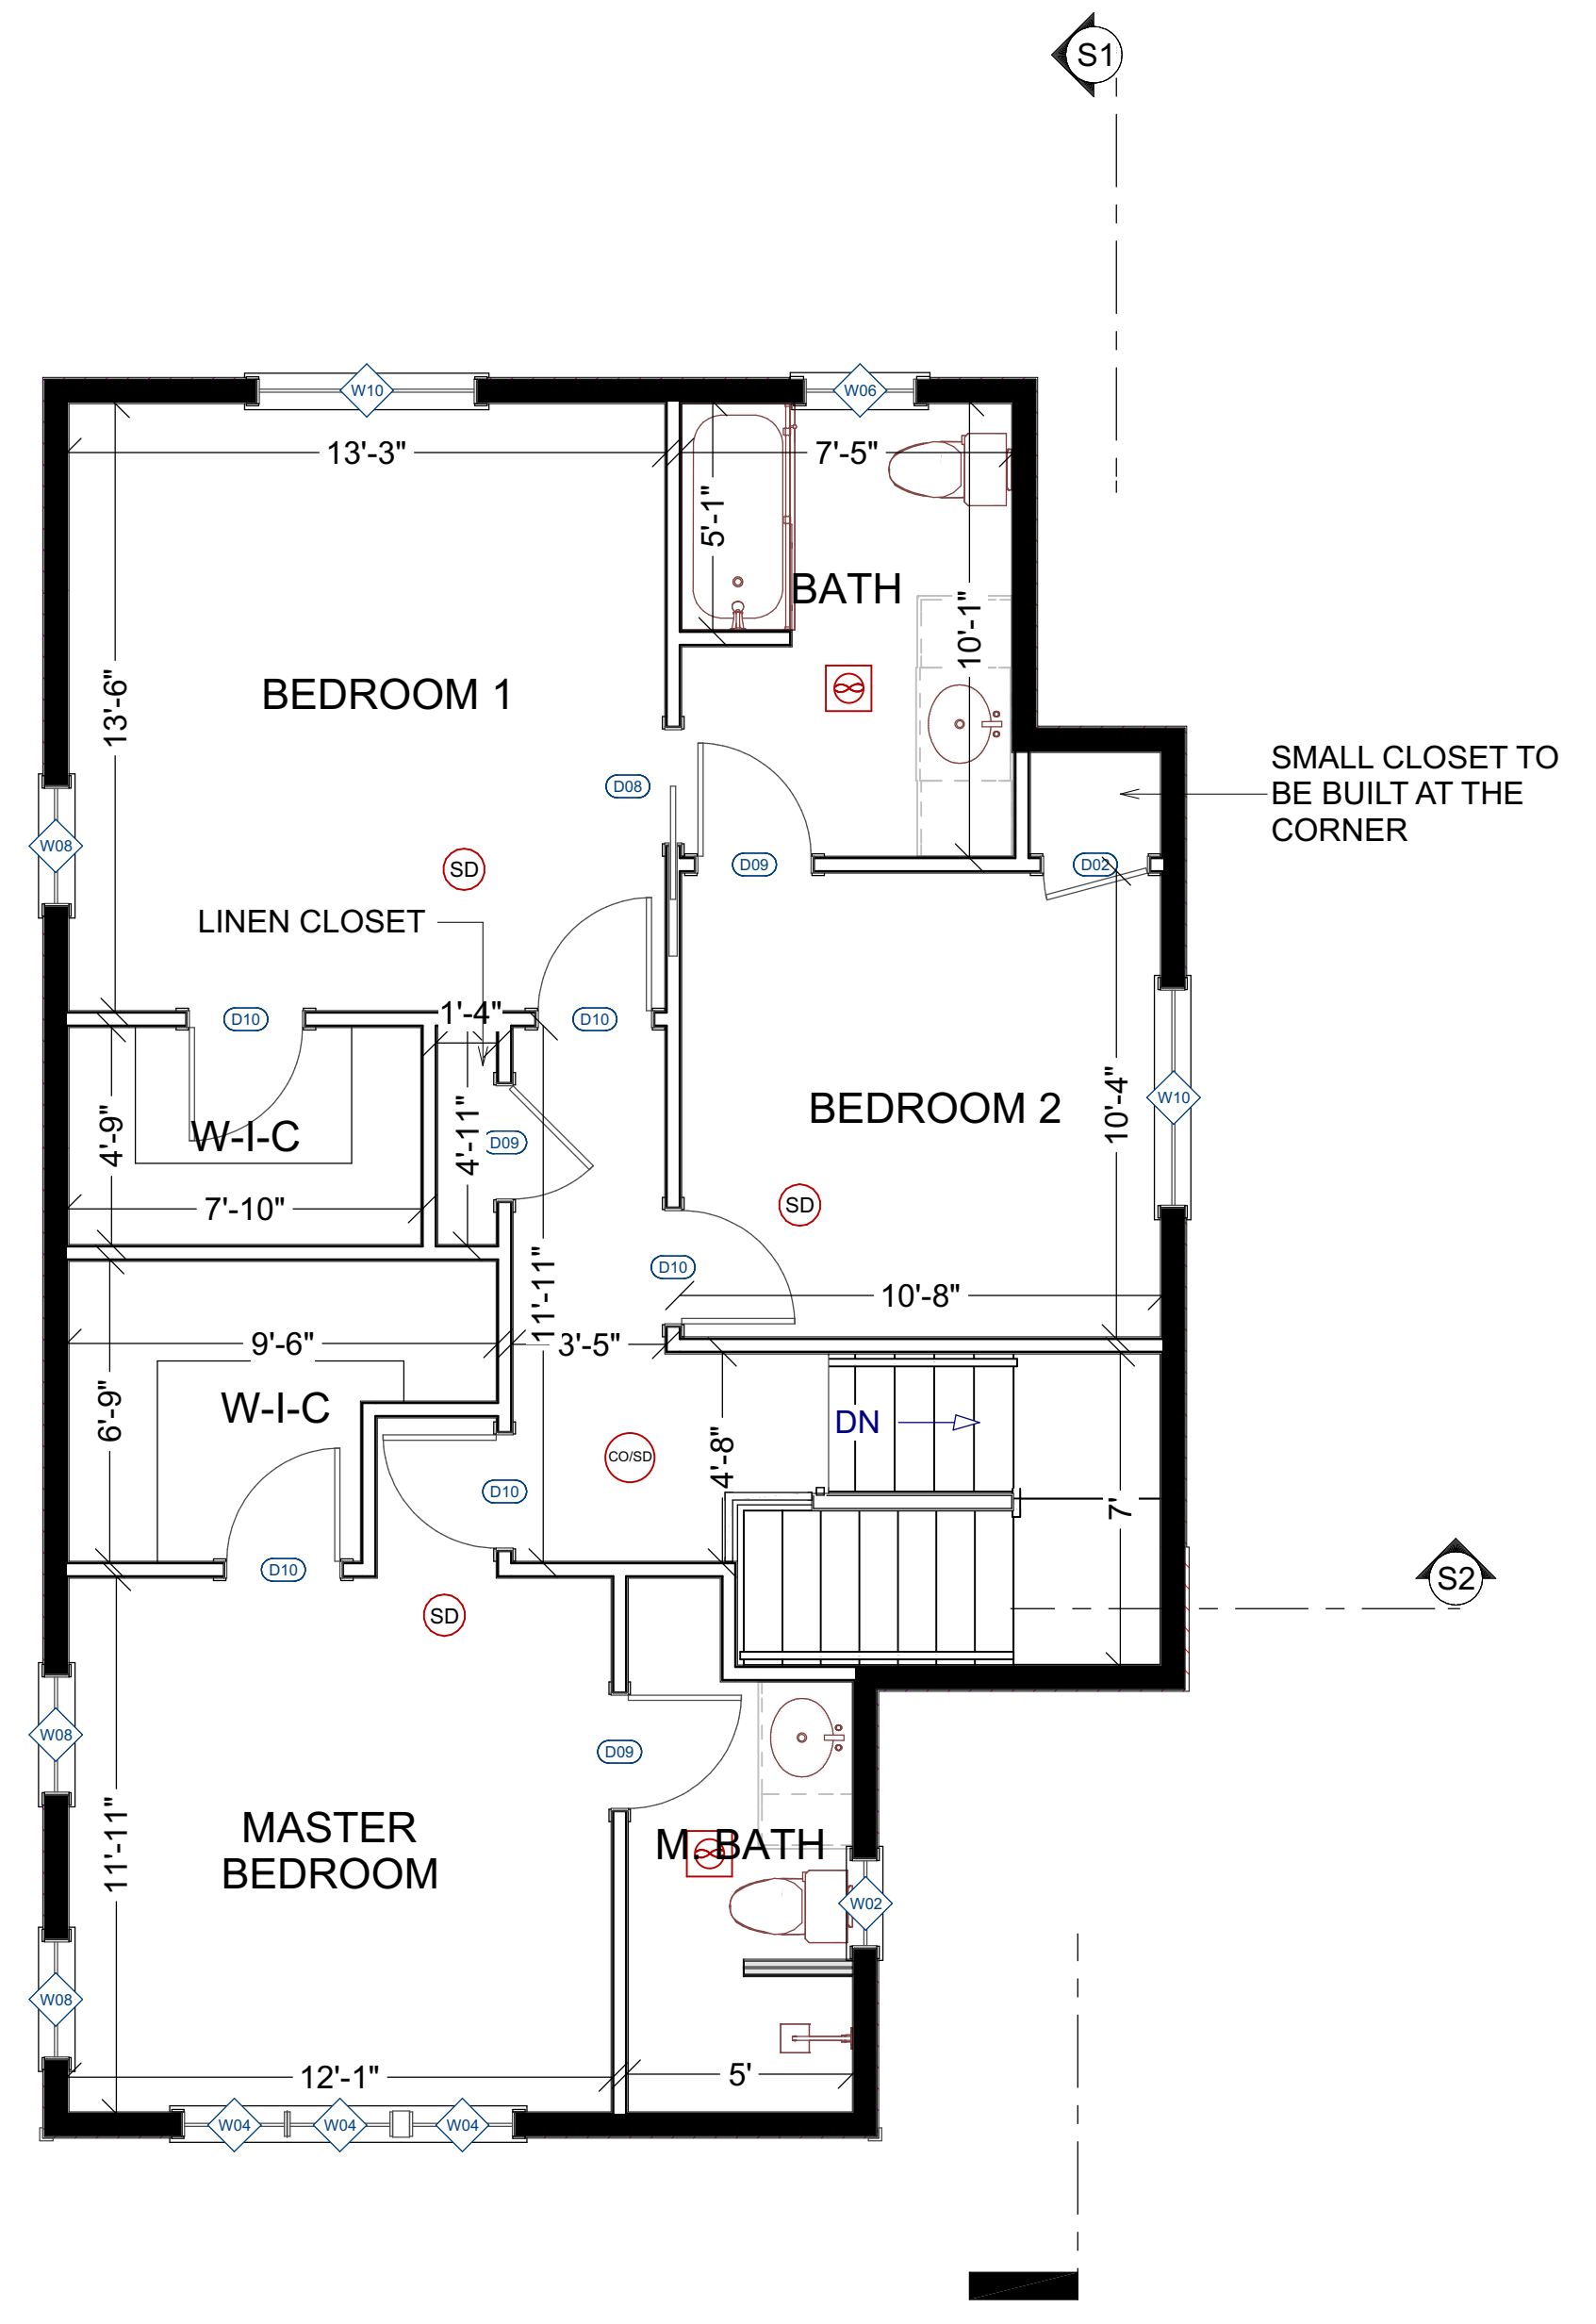 S1
W10
W06
13'-3"
7'-5"
5'-1"
BATH
10'-1"
13'-6"
BEDROOM 1
SMALL CLOSET TO
BE BUILT AT THE
CORNER
D08
W08
SD
D09
D02
LINEN CLOSET
1'-4"
D10
D10
4'-9"
W-I-C
4'-11"
D09
BEDROOM 2
10'-4"
W10
7'-10"
SD
D10
11'-11"
10'-8"
9'-6"
3'-5"
6'-9"
W-I-C
DN
CO/SD
4'-8"
D10
7'
D10
S2
SD
W08
D09
MASTER
BEDROOM
11'-11"
M. BATH
W02
W08
12'-1"
5'
W04
W04
W04